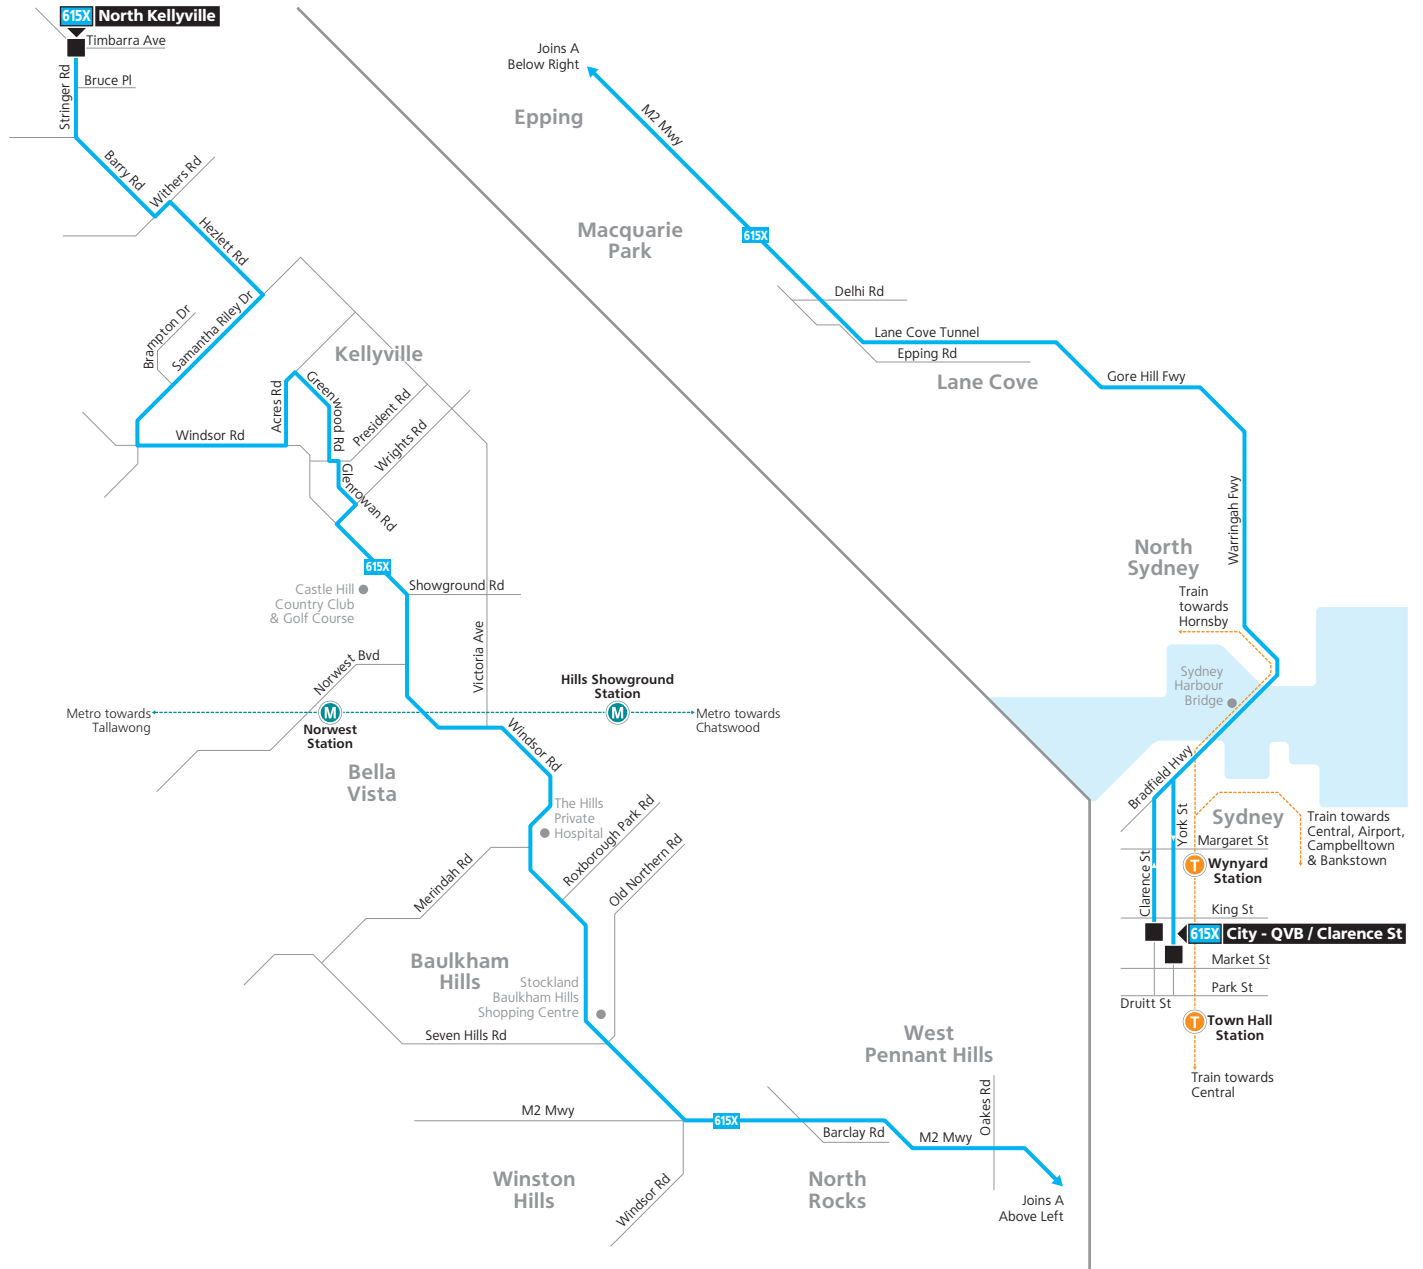 615X North Kellyville
Timbarra Ave
Bruce Pl
Stringer Rd
Barry Rd
Withers Rd
Hezlett Rd
Samantha Riley Dr
Brampton Dr
Kellyville
Windsor Rd
Acres Rd
Greenwood Rd
President Rd
Wrights Rd
Glenrowan Rd
615X
Castle Hill
Country Club
& Golf Course
Showground Rd
Victoria Ave
Norwest Bvd
Metro towards
Tallawong
M
Norwest
Station
Hills Showground
Station
M
Metro towards
Chatswood
Bella
Vista
Windsor Rd
The Hills
Private
Hospital
Roxborough Park Rd
Old Northern Rd
Merindah Rd
Baulkham
Hills
Stockland
Baulkham Hills
Shopping Centre
Seven Hills Rd
M2 Mwy
615X
Winston
Hills
Windsor Rd
Barclay Rd
North
Rocks
M2 Mwy
West
Pennant Hills
Oakes Rd
Joins A
Above Left
Joins A
Below Right
Epping
M2 Mwy
Macquarie
Park
615X
Delhi Rd
Lane Cove Tunnel
Epping Rd
Lane Cove
Gore Hill Fwy
Warringah Fwy
North
Sydney
Train
towards
Hornsby
Sydney
Harbour
Bridge
Bradfield Hwy
York St
Clarence St
Sydney
Margaret St
Train towards
Central, Airport,
Campbelltown
& Bankstown
T
Wynyard
Station
King St
615X City - QVB / Clarence St
Market St
Park St
Druitt St
T
Town Hall
Station
Train towards
Central